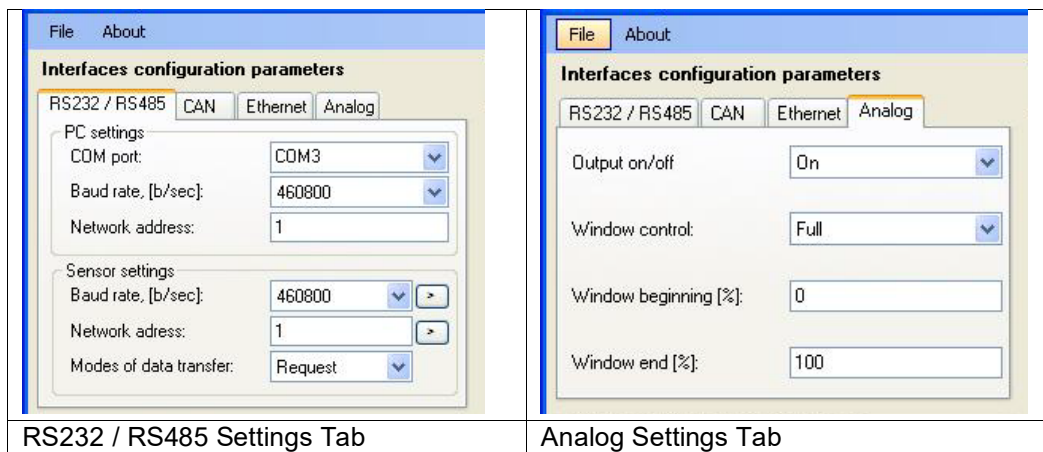 File About
Interfaces configuration parameters
RS232 / RS485 CAN Ethernet Analog
PC settings
COM port: COM3
Baud rate, [b/sec]: 460800
Network address: 1
Sensor settings
Baud rate, [b/sec]: 460800 >
Network adress: 1 >
Modes of data transfer: Request
RS232 / RS485 Settings Tab
File About
Interfaces configuration parameters
RS232 / RS485 CAN Ethernet Analog
Output on/off On
Window control: Full
Window beginning [%]: 0
Window end [%]: 100
Analog Settings Tab